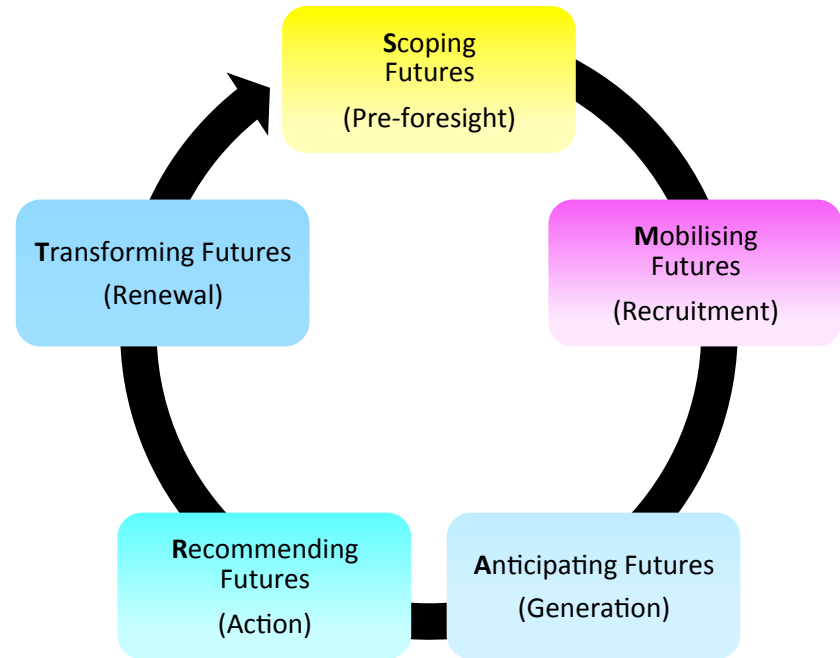 Scoping
Futures
(Pre-foresight)
Mobilising
Futures
(Recruitment)
Anticipating Futures
(Generation)
Recommending
Futures
(Action)
Transforming Futures
(Renewal)